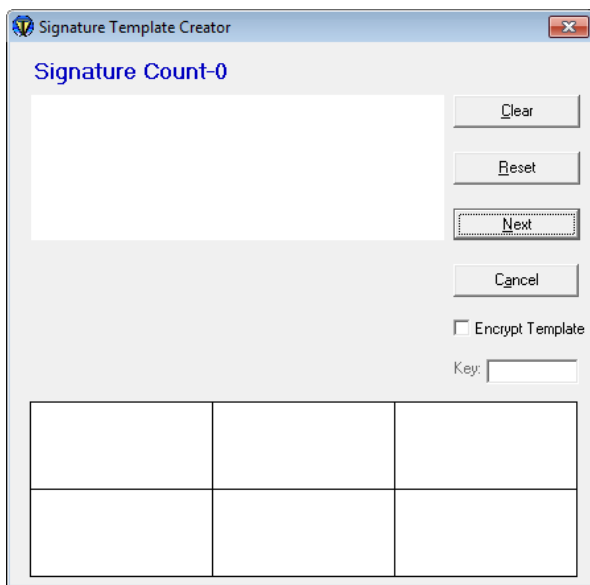 Signature Template Creator
Signature Count-0
Clear
Reset
Next
Cancel
Encrypt Template
Key: